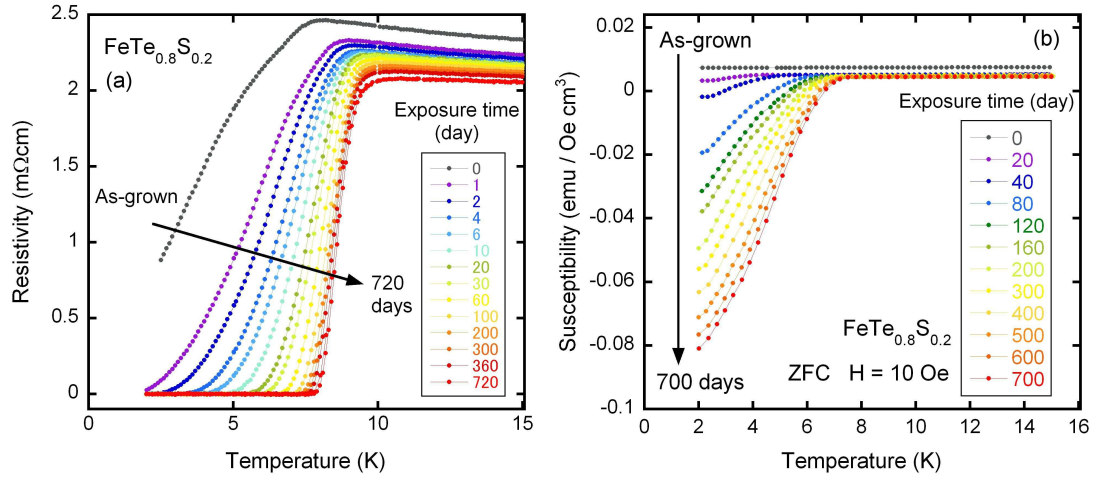 FeTe0.8S0.2
(a)
Exposure time
(day)
0
1
2
4
6
10
20
30
60
100
200
300
360
720
As-grown
720
days
Resistivity (mΩcm)
2.5
2
1.5
1
0.5
0
0 5 10 15
Temperature (K)
As-grown
(b)
Exposure time (day)
0
20
40
80
120
160
200
300
400
500
600
700
FeTe0.8S0.2
ZFC H = 10 Oe
700 days
Susceptibility (emu / Oe cm3)
0.02
0
-0.02
-0.04
-0.06
-0.08
-0.1
0 2 4 6 8 10 12 14 16
Temperature (K)